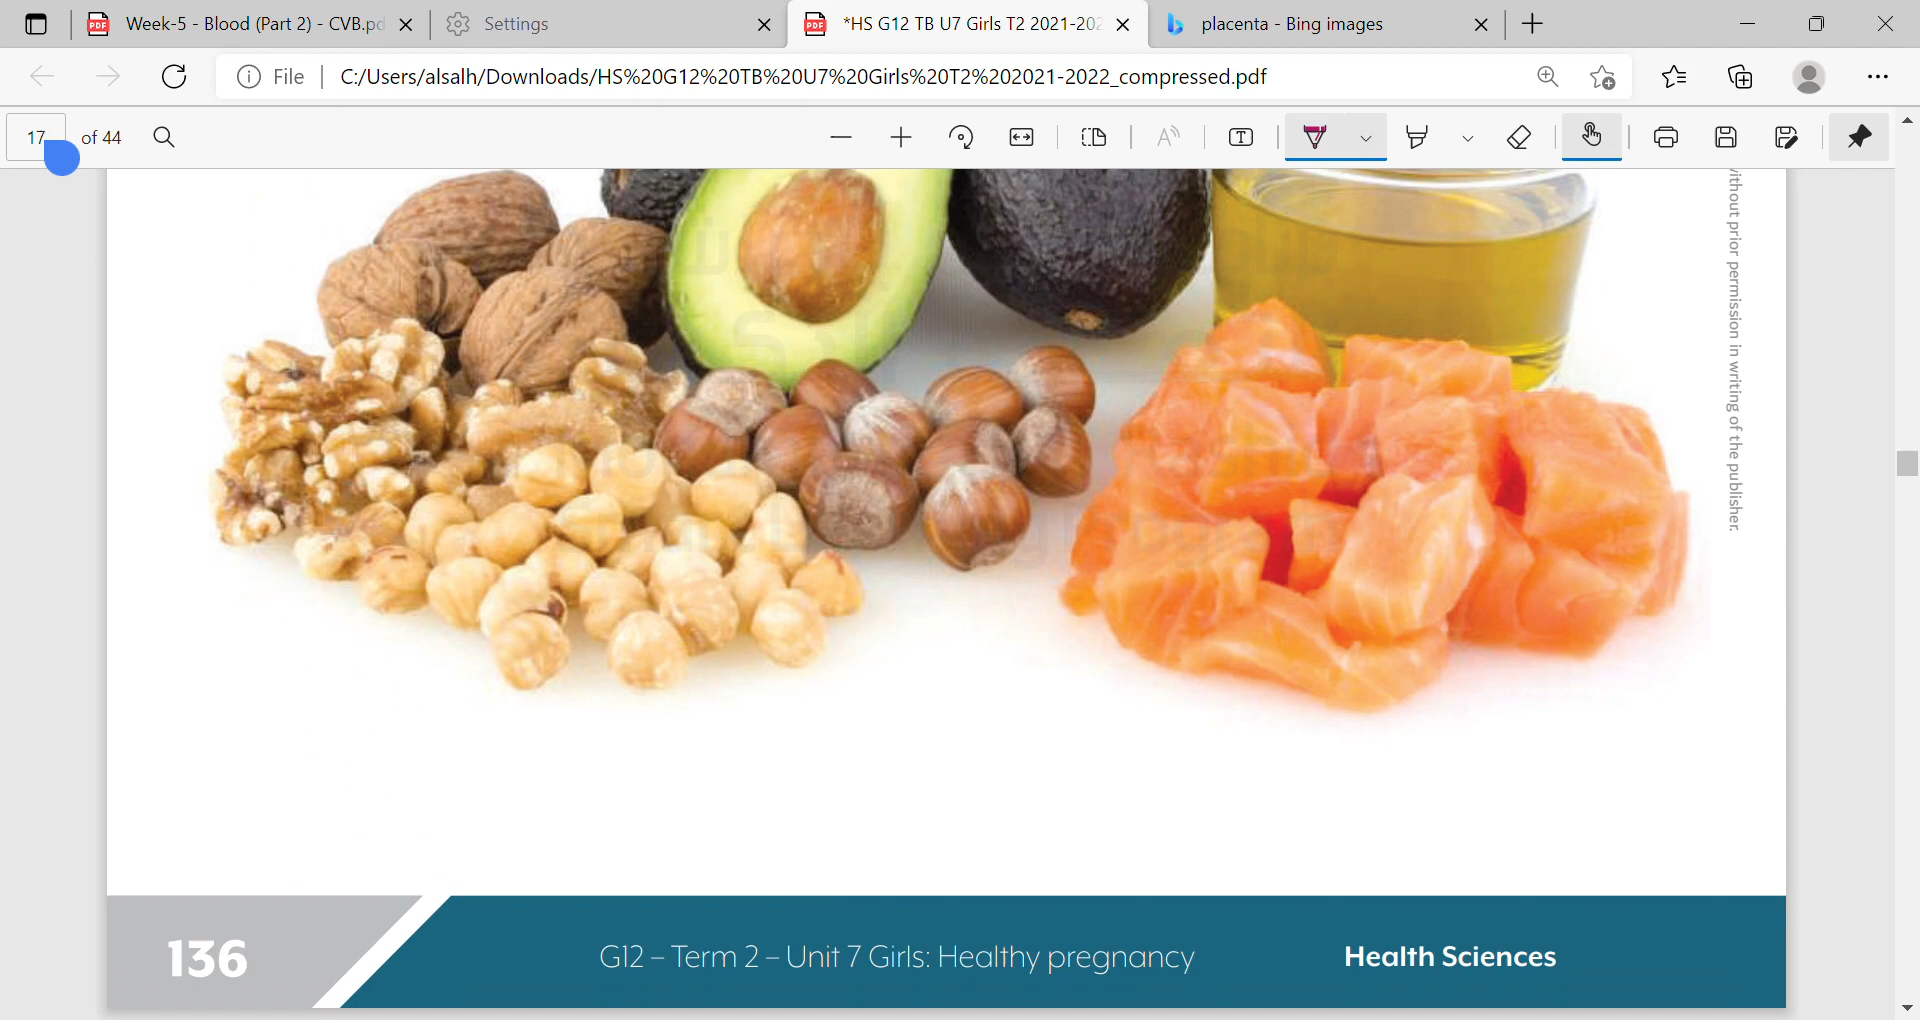 Week-5 - Blood (Part 2) - CVB.pd
Settings
*HS G12 TB U7 Girls T2 2021-202
placenta - Bing images
File
C:/Users/alsalh/Downloads/HS%20G12%20TB%20U7%20Girls%20T2%202021-2022_compressed.pdf
17 of 44
ithout prior permission in writing of the publisher.
136
G12 – Term 2 – Unit 7 Girls: Healthy pregnancy
Health Sciences